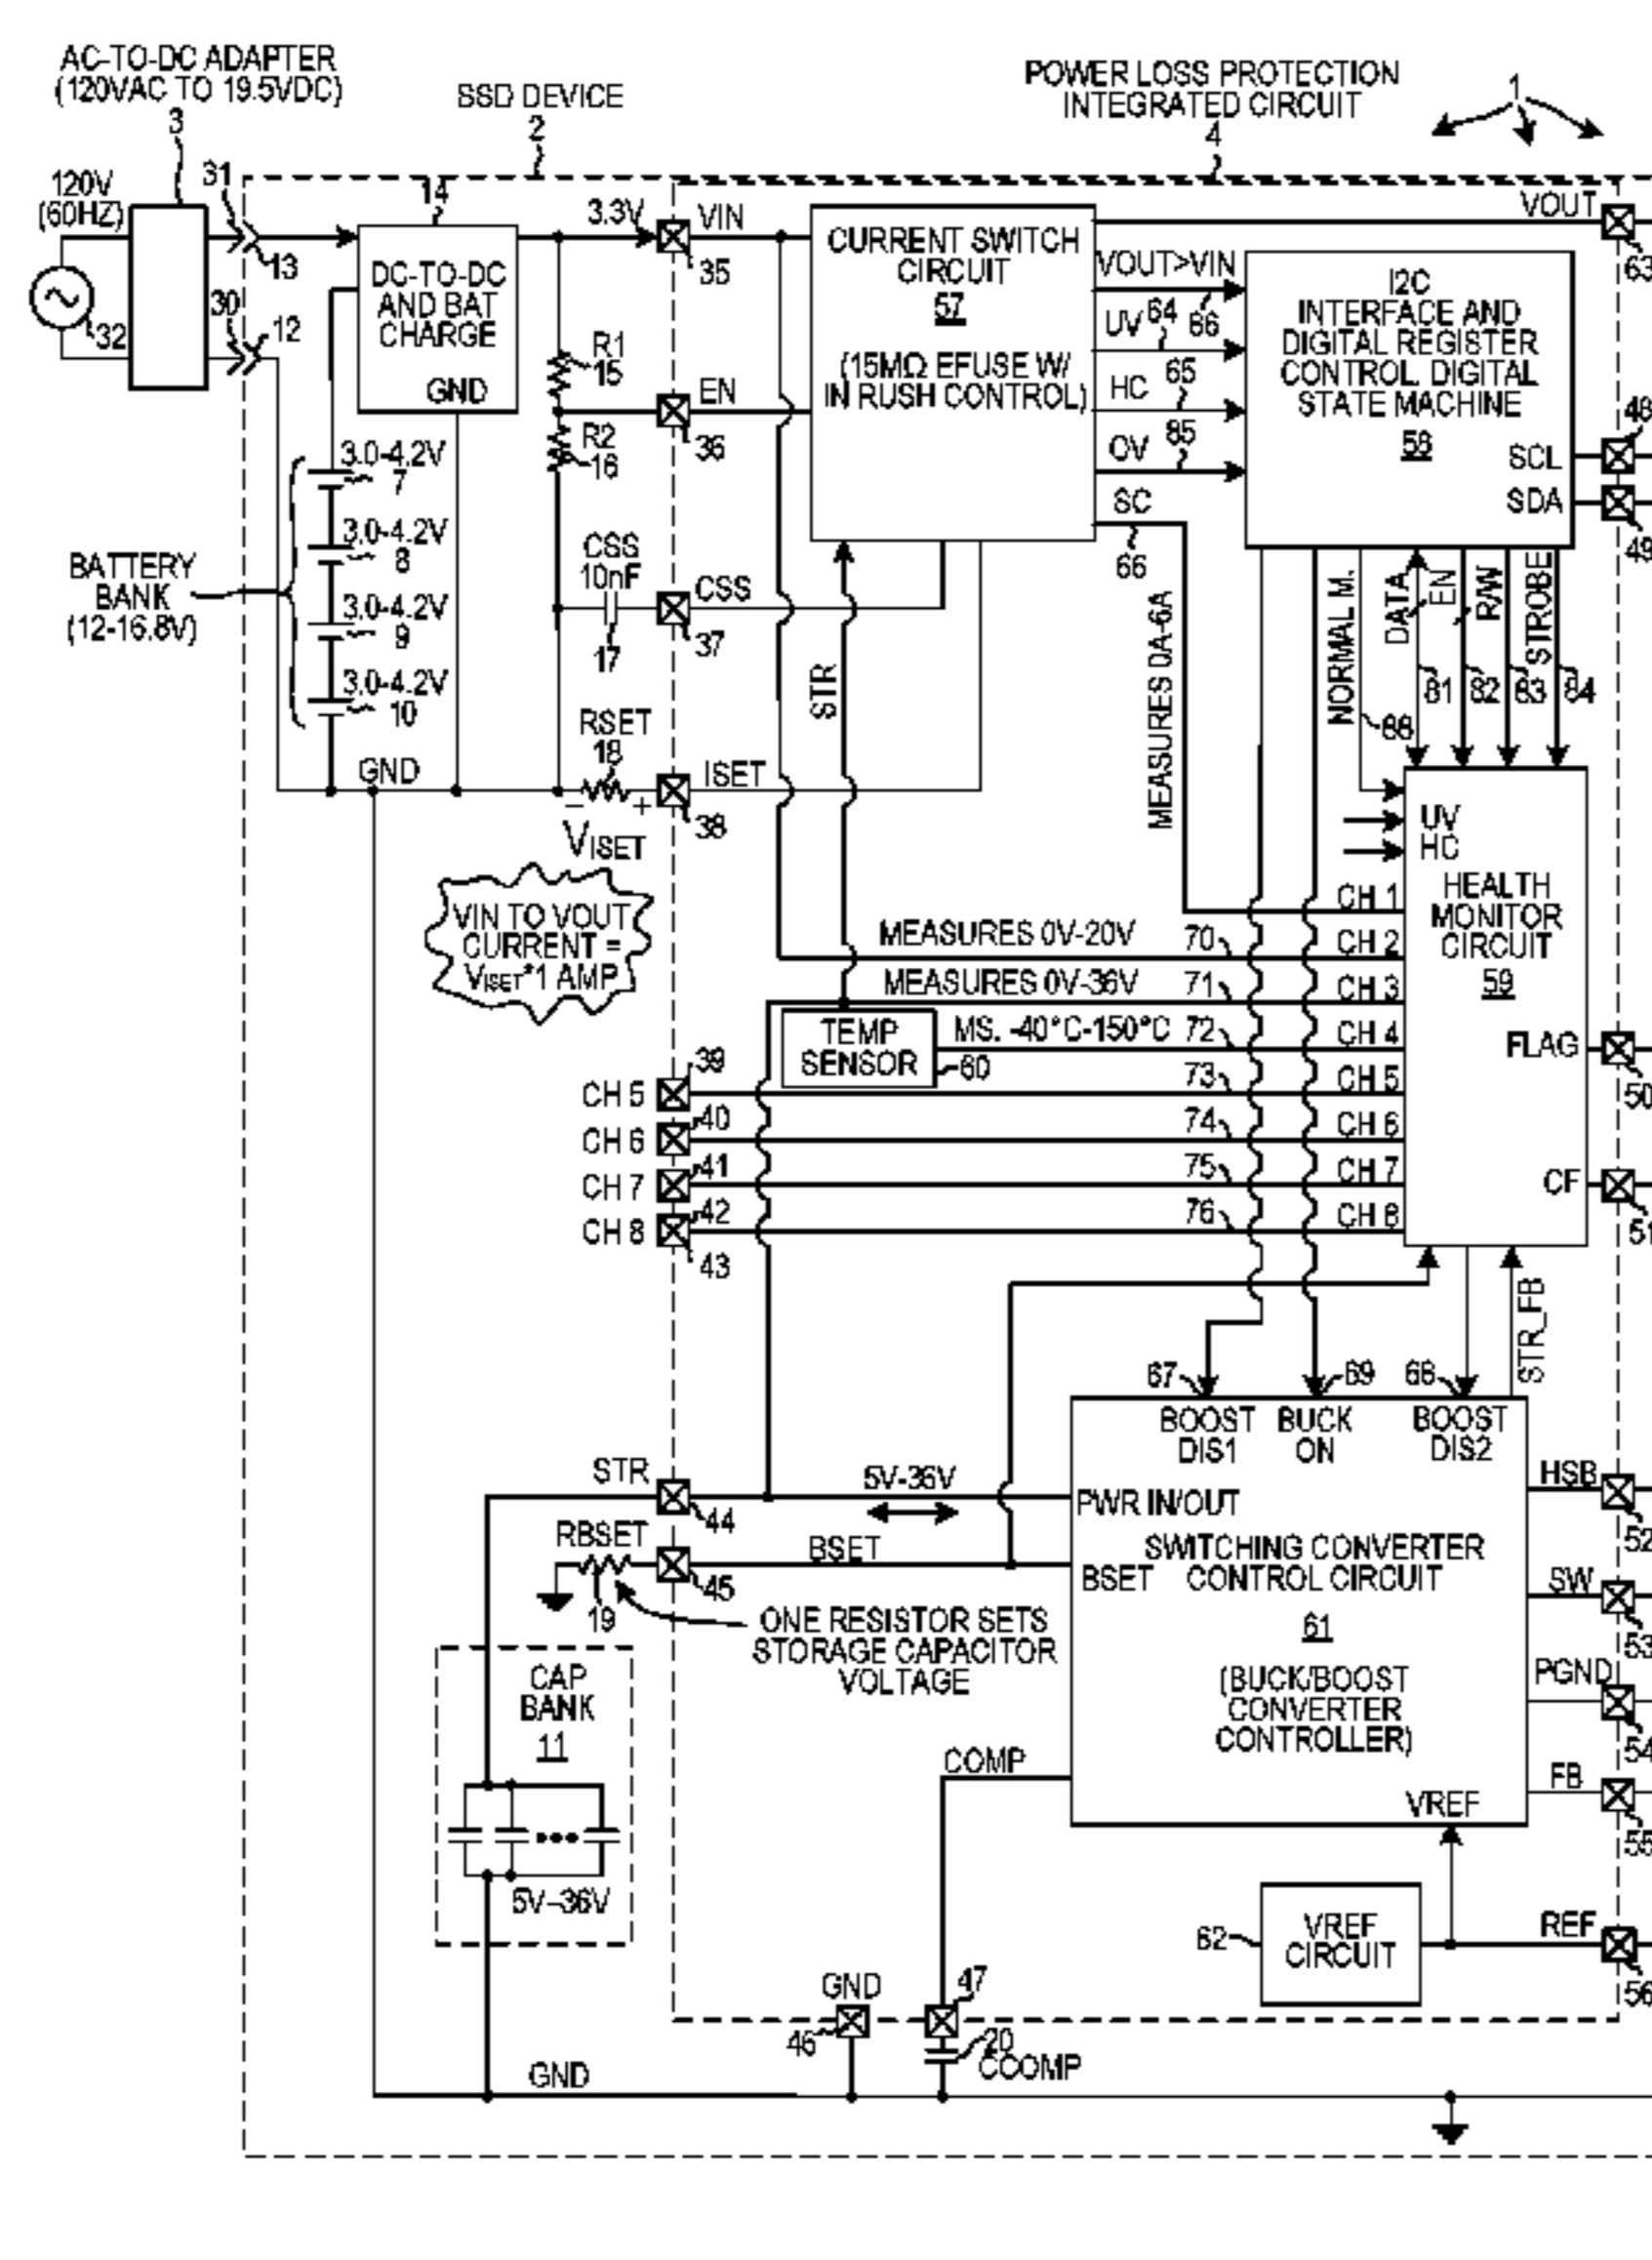 AC-TO-DC ADAPTER
(120VAC TO 19.5VDC)
3
SSD DEVICE
2
POWER LOSS PROTECTION
INTEGRATED CIRCUIT
4
1
120V
(60HZ)
31
14
3.3V
VIN
35
VOUT
63
13
DC-TO-DC
AND BAT
CHARGE
GND
30
12
32
CURRENT SWITCH
CIRCUIT
57
(15MΩ EFUSE W/
IN RUSH CONTROL)
VOUT>VIN
UV 64 66
HC 65
OV 85
SC
66
I2C
INTERFACE AND
DIGITAL REGISTER
CONTROL DIGITAL
STATE MACHINE
58
SCL
48
SDA
49
R1
15
EN
36
R2
16
3.0-4.2V
7
3.0-4.2V
8
3.0-4.2V
9
3.0-4.2V
10
BATTERY
BANK
(12-16.8V)
CSS
10nF
17
CSS
37
STR
MEASURES 0A-6A
NORMAL M.
88
DATA
EN
R/W
STROBE
81
82
83
84
GND
RSET
18
ISET
38
− +
VISET
VIN TO VOUT
CURRENT =
VISET*1 AMP
UV
HC
HEALTH
MONITOR
CIRCUIT
59
CH 1
MEASURES 0V-20V 70 CH 2
MEASURES 0V-36V 71 CH 3
TEMP
SENSOR
60
MS. -40°C-150°C 72 CH 4
FLAG
50
39
CH 5 73 CH 5
40
CH 6 74 CH 6
41
CH 7 75 CH 7
CF
51
42
CH 8 76 CH 8
43
STR_FB
67
69
68
BOOST
DIS1
BUCK
ON
BOOST
DIS2
STR
44
5V-36V
PWR IN/OUT
HSB
52
RBSET
19
45
BSET
BSET
SWITCHING CONVERTER
CONTROL CIRCUIT
61
(BUCK/BOOST
CONVERTER
CONTROLLER)
SW
53
ONE RESISTOR SETS
STORAGE CAPACITOR
VOLTAGE
PGND
54
CAP
BANK
11
5V-36V
COMP
FB
55
VREF
62
VREF
CIRCUIT
REF
56
GND
46
47
20
CCOMP
GND